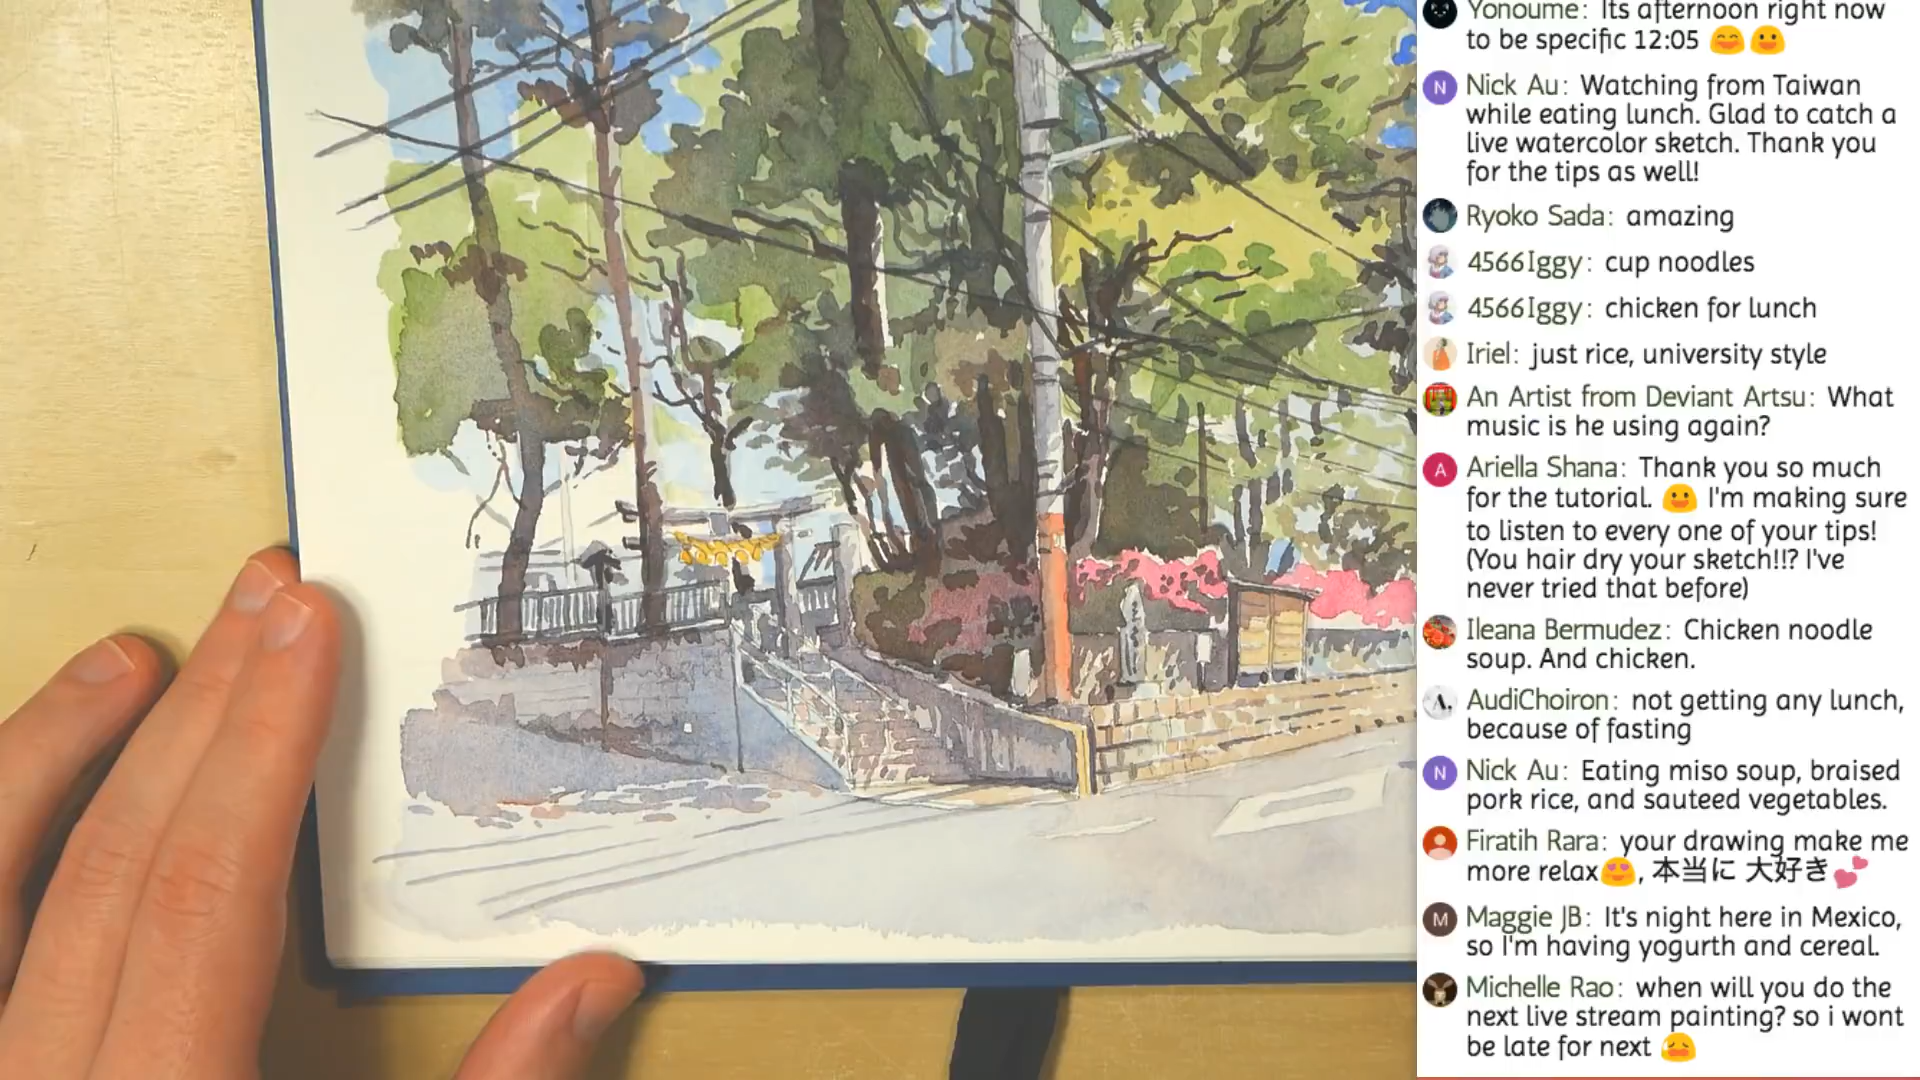 Yonoume: Its afternoon right now
to be specific 12:05 😊😃
N Nick Au: Watching from Taiwan
while eating lunch. Glad to catch a
live watercolor sketch. Thank you
for the tips as well!
Ryoko Sada: amazing
4566Iggy: cup noodles
4566Iggy: chicken for lunch
Iriel: just rice, university style
An Artist from Deviant Artsu: What
music is he using again?
A Ariella Shana: Thank you so much
for the tutorial. 😃 I'm making sure
to listen to every one of your tips!
(You hair dry your sketch!!? I've
never tried that before)
Ileana Bermudez: Chicken noodle
soup. And chicken.
A. AudiChoiron: not getting any lunch,
because of fasting
N Nick Au: Eating miso soup, braised
pork rice, and sauteed vegetables.
Firatih Rara: your drawing make me
more relax😍, 本当に 大好き💕
M Maggie JB: It's night here in Mexico,
so I'm having yogurth and cereal.
Michelle Rao: when will you do the
next live stream painting? so i wont
be late for next 😩